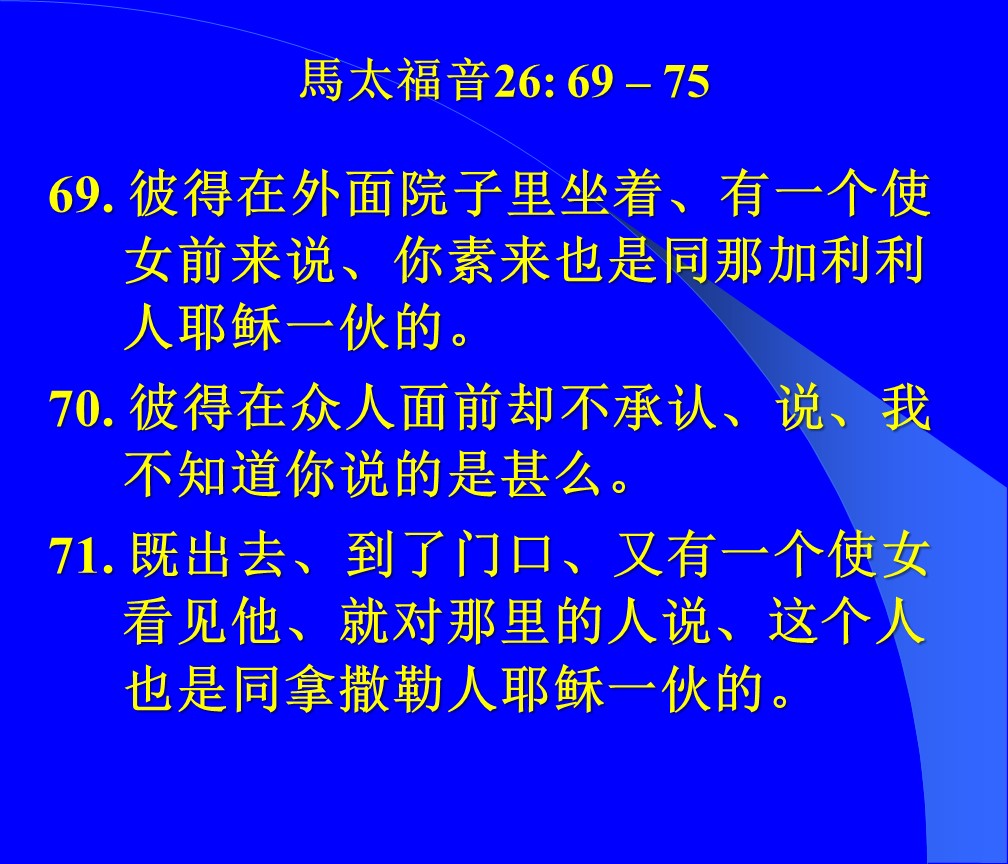 馬太福音26: 69 – 75
69. 彼得在外面院子里坐着、有一个使
女前来说、你素来也是同那加利利
人耶稣一伙的。
70. 彼得在众人面前却不承认、说、我
不知道你说的是甚么。
71. 既出去、到了门口、又有一个使女
看见他、就对那里的人说、这个人
也是同拿撒勒人耶稣一伙的。